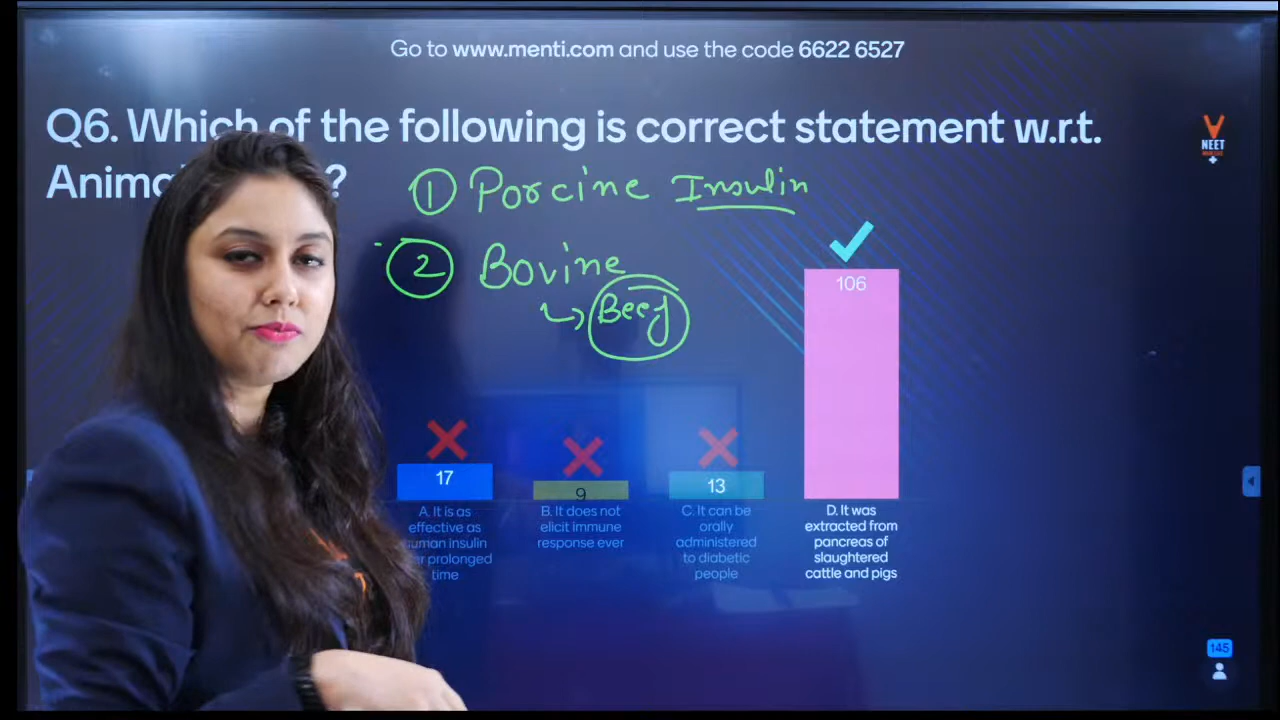 Go to www.menti.com and use the code 6622 6527
Q6. Which of the following is correct statement w.r.t.
?
① Porcine Insulin
② Bovine
Beef
NEET
106
17
9
13
A. It is as
effective as
human insulin
prolonged
time
B. It does not
elicit immune
response ever
C. It can be
orally
administered
to diabetic
people
D. It was
extracted from
pancreas of
slaughtered
cattle and pigs
145